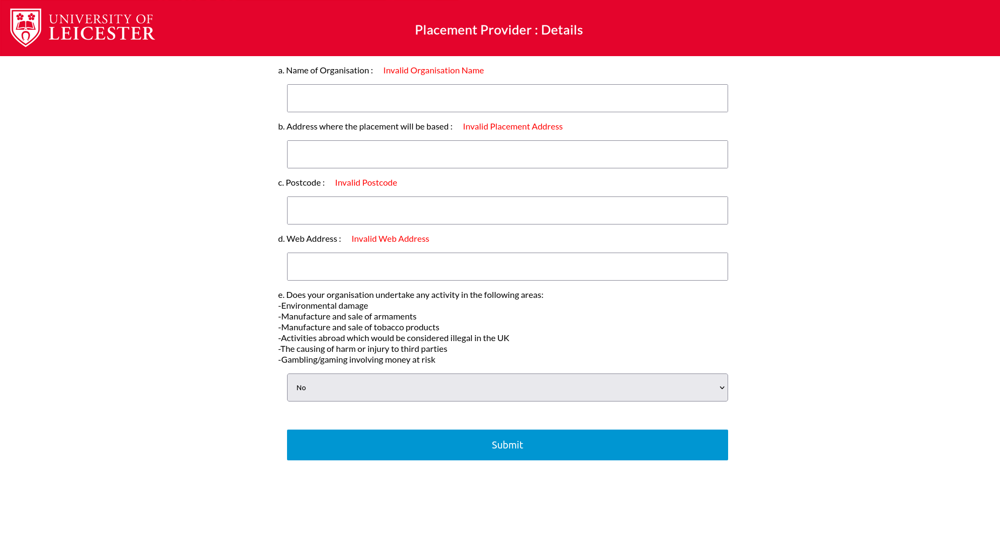 UNIVERSITY OF
LEICESTER
Placement Provider : Details
a. Name of Organisation : Invalid Organisation Name
b. Address where the placement will be based : Invalid Placement Address
c. Postcode : Invalid Postcode
d. Web Address : Invalid Web Address
e. Does your organisation undertake any activity in the following areas:
-Environmental damage
-Manufacture and sale of armaments
-Manufacture and sale of tobacco products
-Activities abroad which would be considered illegal in the UK
-The causing of harm or injury to third parties
-Gambling/gaming involving money at risk
No
Submit